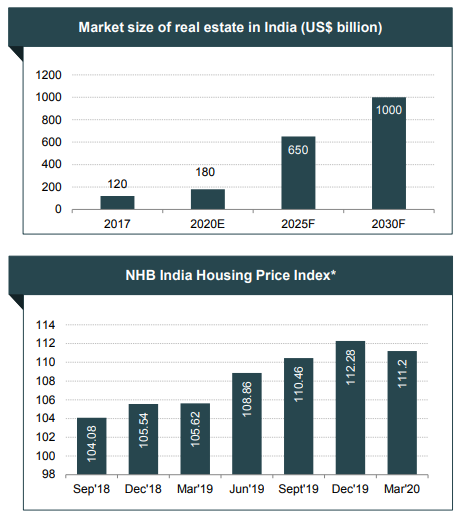 Market size of real estate in India (US$ billion)
1200
1000
800
600
400
200
0
120
180
650
1000
2017
2020E
2025F
2030F
NHB India Housing Price Index*
114
112
110
108
106
104
102
100
98
104.08
105.54
105.62
108.86
110.46
112.28
111.2
Sep'18
Dec'18
Mar'19
Jun'19
Sept'19
Dec'19
Mar'20